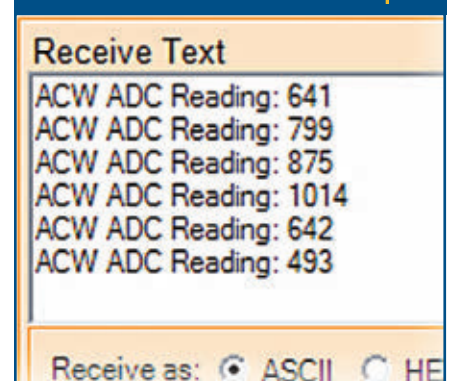 Receive Text
ACW ADC Reading: 641
ACW ADC Reading: 799
ACW ADC Reading: 875
ACW ADC Reading: 1014
ACW ADC Reading: 642
ACW ADC Reading: 493
Receive as: ASCII